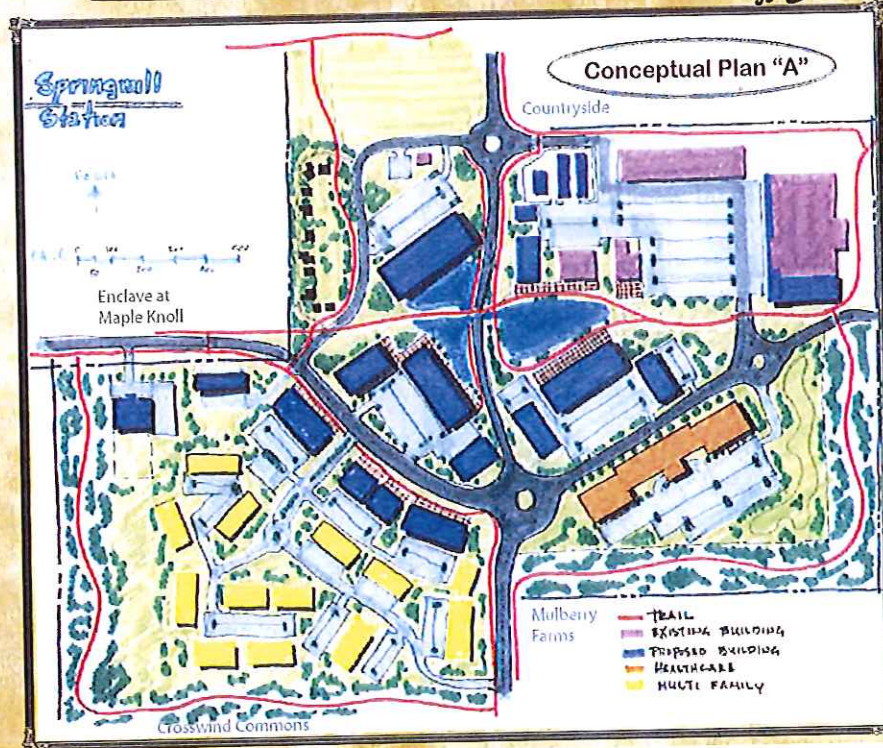 Conceptual Plan "A"
Springmill
Station
Countryside
Enclave at
Maple Knoll
Mulberry
Farms
TRAIL
EXISTING BUILDING
PROPOSED BUILDING
HEALTHCARE
MULTI FAMILY
Crosswind Commons